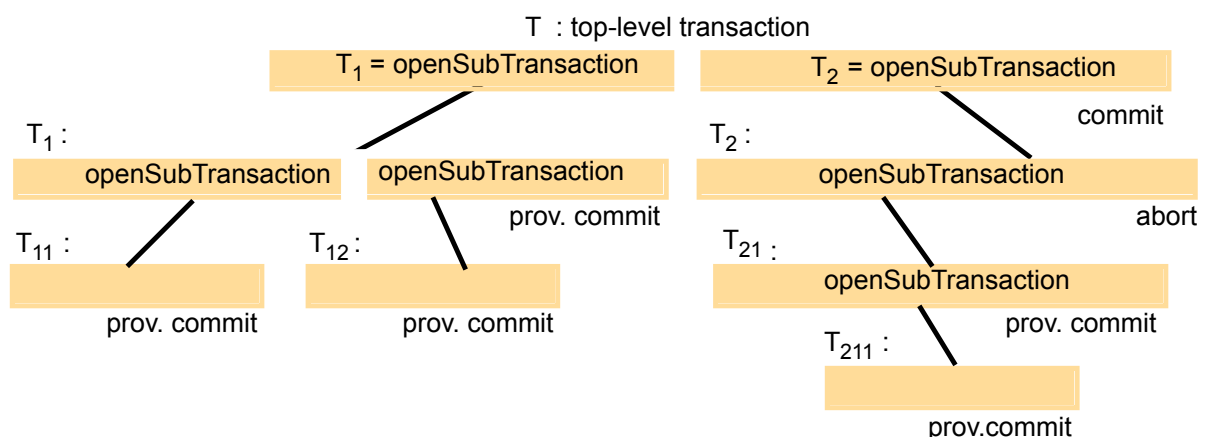 T : top-level transaction
T1 = openSubTransaction T2 = openSubTransaction
commit
T1 : T2 :
openSubTransaction openSubTransaction openSubTransaction
prov. commit abort
T11 : T12 : T21 :
openSubTransaction
prov. commit prov. commit prov. commit
T211 :
prov.commit